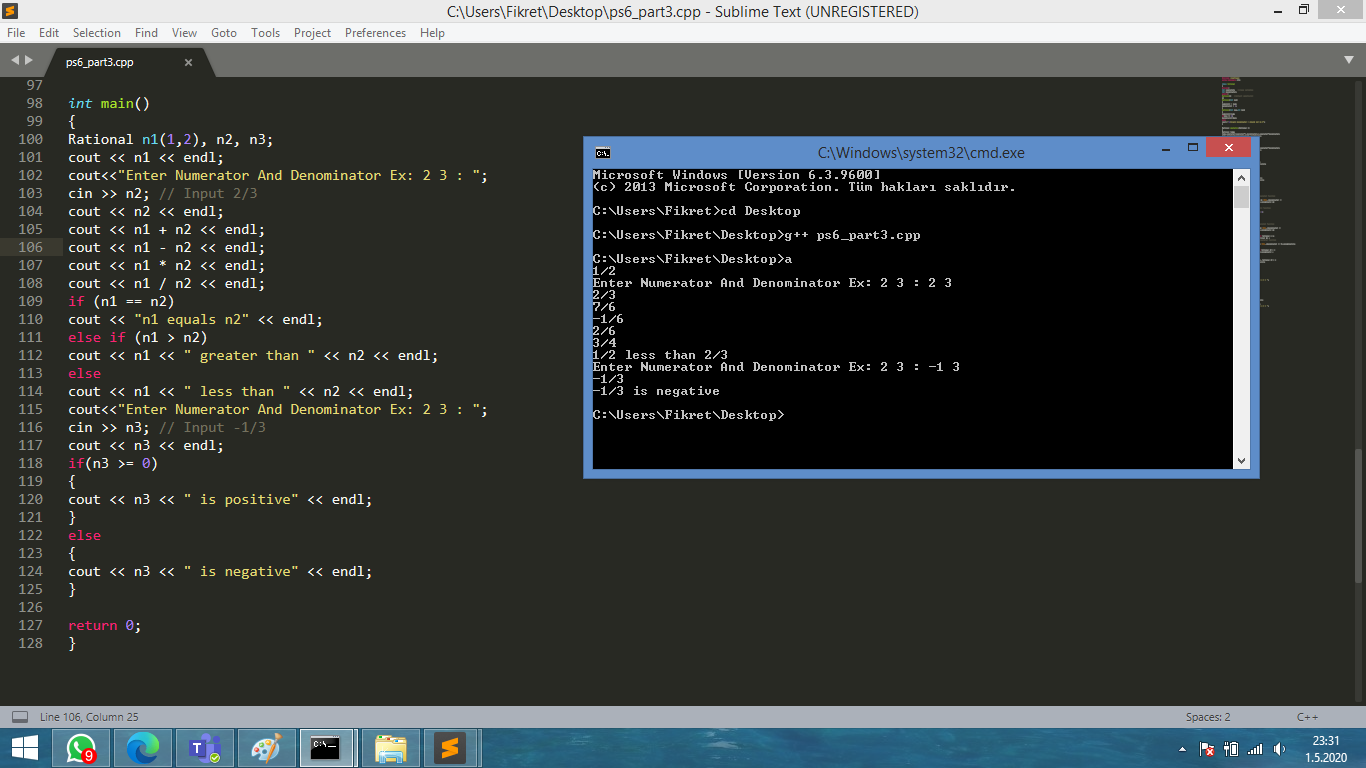 C:\Users\Fikret\Desktop\ps6_part3.cpp - Sublime Text (UNREGISTERED)
File Edit Selection Find View Goto Tools Project Preferences Help
ps6_part3.cpp
97
98 int main()
99 {
100 Rational n1(1,2), n2, n3;
101 cout << n1 << endl;
102 cout<<"Enter Numerator And Denominator Ex: 2 3 : ";
103 cin >> n2; // Input 2/3
104 cout << n2 << endl;
105 cout << n1 + n2 << endl;
106 cout << n1 - n2 << endl;
107 cout << n1 * n2 << endl;
108 cout << n1 / n2 << endl;
109 if (n1 == n2)
110 cout << "n1 equals n2" << endl;
111 else if (n1 > n2)
112 cout << n1 << " greater than " << n2 << endl;
113 else
114 cout << n1 << " less than " << n2 << endl;
115 cout<<"Enter Numerator And Denominator Ex: 2 3 : ";
116 cin >> n3; // Input -1/3
117 cout << n3 << endl;
118 if(n3 >= 0)
119 {
120 cout << n3 << " is positive" << endl;
121 }
122 else
123 {
124 cout << n3 << " is negative" << endl;
125 }
126
127 return 0;
128 }
C:\Windows\system32\cmd.exe
Microsoft Windows [Version 6.3.9600]
(c) 2013 Microsoft Corporation. Tüm hakları saklıdır.
C:\Users\Fikret>cd Desktop
C:\Users\Fikret\Desktop>g++ ps6_part3.cpp
C:\Users\Fikret\Desktop>a
1/2
Enter Numerator And Denominator Ex: 2 3 : 2 3
2/3
7/6
-1/6
2/6
3/4
1/2 less than 2/3
Enter Numerator And Denominator Ex: 2 3 : -1 3
-1/3
-1/3 is negative
C:\Users\Fikret\Desktop>
Line 106, Column 25
Spaces: 2
C++
9
C:\
23:31
1.5.2020